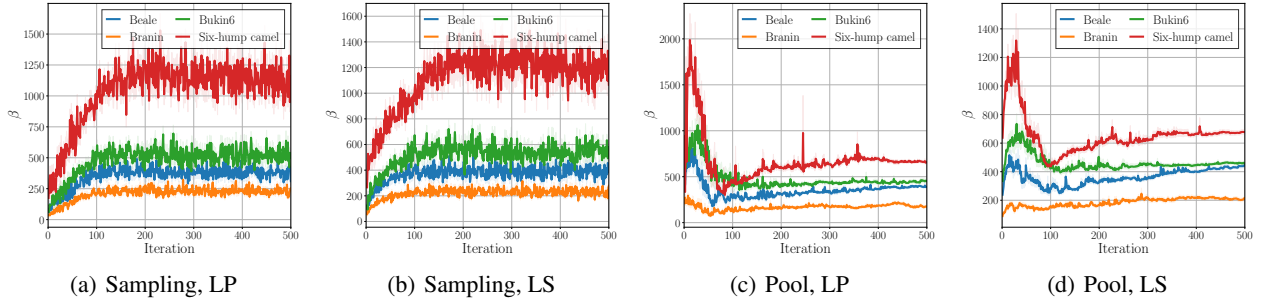 Beale Bukin6
Branin Six-hump camel
1500
1250
1000
750
500
250
0
β
0 100 200 300 400 500
Iteration
(a) Sampling, LP
1600
Beale Bukin6
Branin Six-hump camel
1400
1200
1000
800
600
400
200
0
β
0 100 200 300 400 500
Iteration
(b) Sampling, LS
Beale Bukin6
Branin Six-hump camel
2000
1500
1000
500
0
β
0 100 200 300 400 500
Iteration
(c) Pool, LP
Beale Bukin6
Branin Six-hump camel
1400
1200
1000
800
600
400
200
β
0 100 200 300 400 500
Iteration
(d) Pool, LS